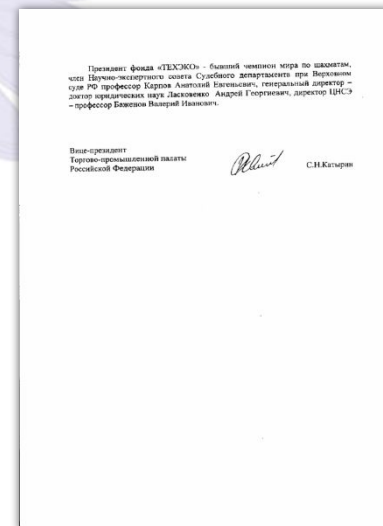 Президент фонда «ТЕХЭКО» - бывший чемпион мира по шахматам,
член Научно-экспертного совета Судебного департамента при Верховном
суде РФ профессор Карпов Анатолий Евгеньевич, генеральный директор –
доктор юридических наук Ласковенко Андрей Георгиевич, директор ЦНСЭ
– профессор Баженов Валерий Иванович.
Вице-президент
Торгово-промышленной палаты
Российской Федерации
С.Н.Катырин